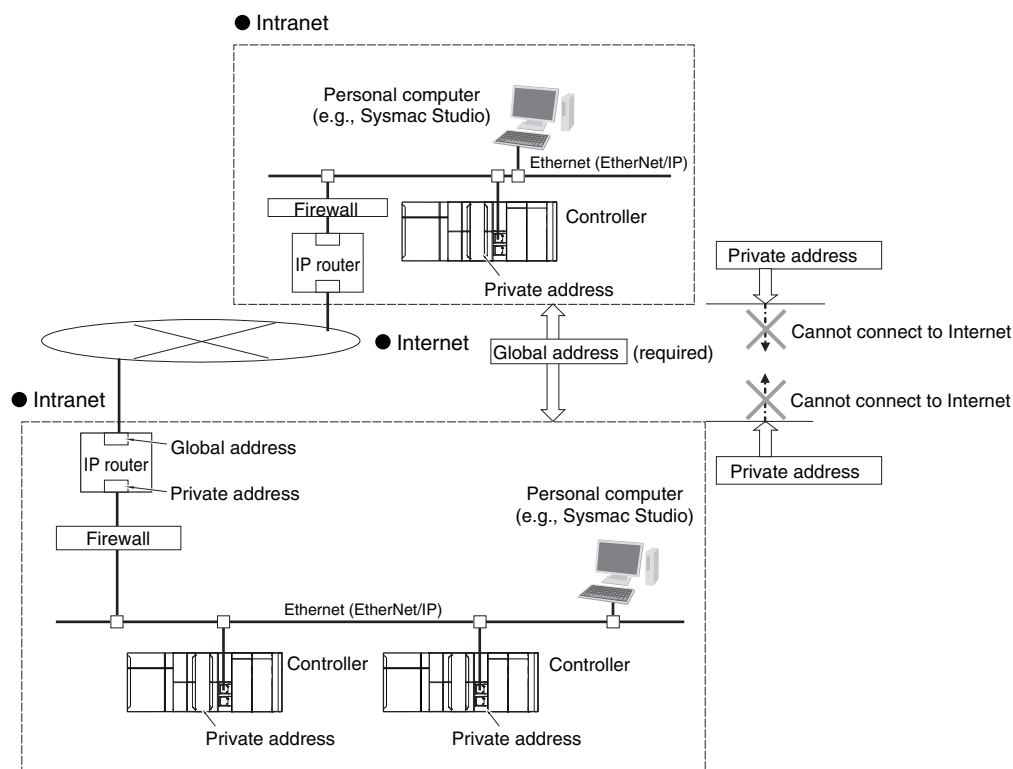 ● Intranet
Personal computer
(e.g., Sysmac Studio)
Ethernet (EtherNet/IP)
Firewall
Controller
IP router
Private address
Private address
Cannot connect to Internet
● Internet
Global address (required)
Cannot connect to Internet
Private address
● Intranet
Global address
IP router
Private address
Firewall
Personal computer
(e.g., Sysmac Studio)
Ethernet (EtherNet/IP)
Controller
Controller
Private address
Private address